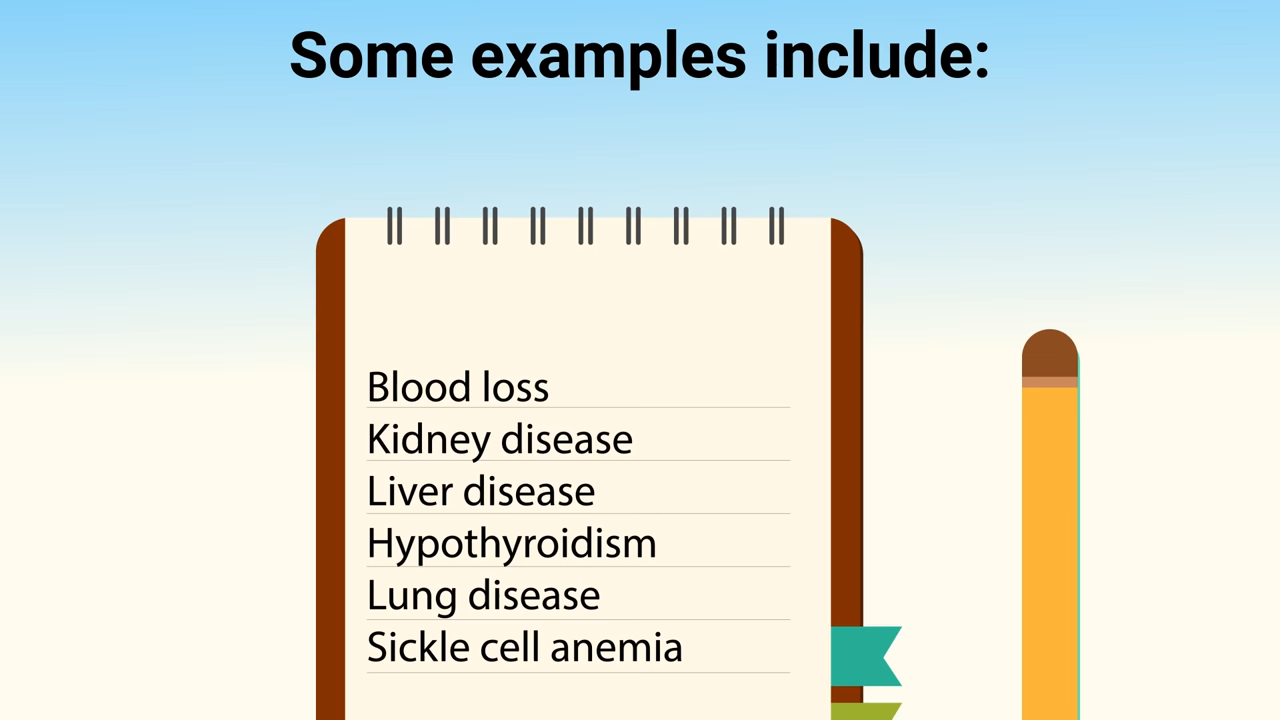 Some examples include:
Blood loss
Kidney disease
Liver disease
Hypothyroidism
Lung disease
Sickle cell anemia